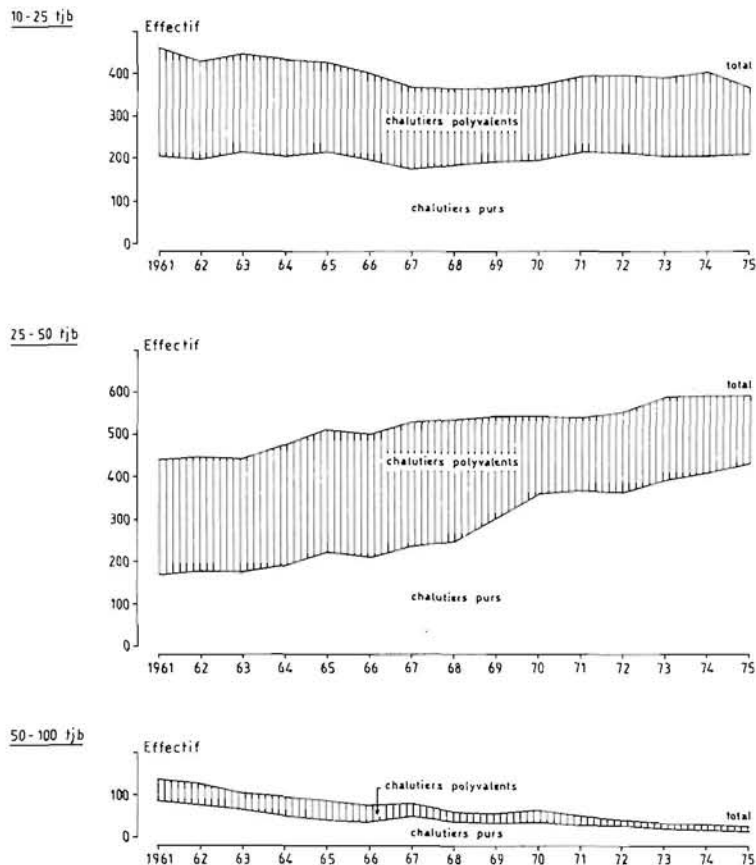 10-25 tjb
Effectif
total
400
chalutiers polyvalents
300
200
chalutiers purs
100
0
1961 62 63 64 65 66 67 68 69 70 71 72 73 74 75
25-50 tjb
Effectif
600
total
500
chalutiers polyvalents
400
300
200
100
chalutiers purs
0
1961 62 63 64 65 66 67 68 69 70 71 72 73 74 75
50-100 tjb
Effectif
chalutiers polyvalents
100
total
chalutiers purs
0
1961 62 63 64 65 66 67 68 69 70 71 72 73 74 75